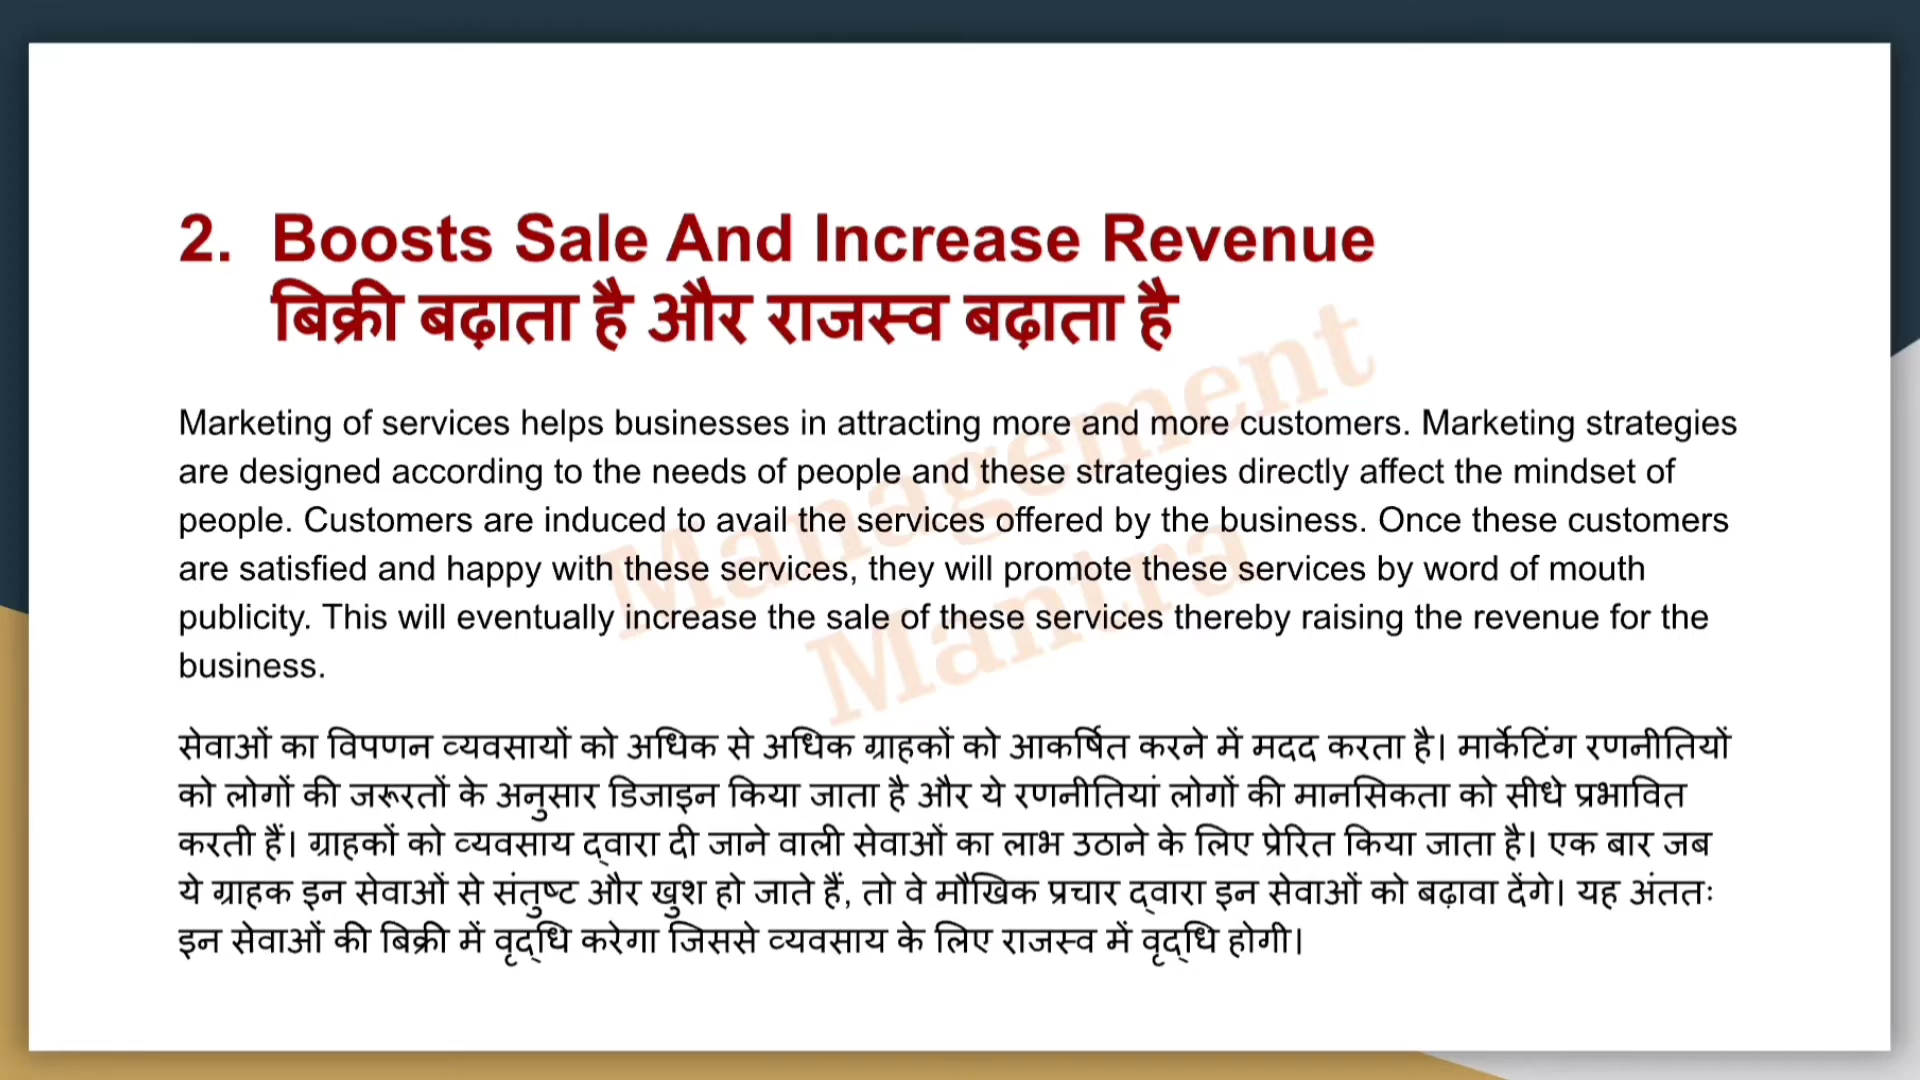 2. Boosts Sale And Increase Revenue
बिक्री बढ़ाता है और राजस्व बढ़ाता है
Marketing of services helps businesses in attracting more and more customers. Marketing strategies
are designed according to the needs of people and these strategies directly affect the mindset of
people. Customers are induced to avail the services offered by the business. Once these customers
are satisfied and happy with these services, they will promote these services by word of mouth
publicity. This will eventually increase the sale of these services thereby raising the revenue for the
business.
सेवाओं का विपणन व्यवसायों को अधिक से अधिक ग्राहकों को आकर्षित करने में मदद करता है। मार्केटिंग रणनीतियों
को लोगों की जरूरतों के अनुसार डिजाइन किया जाता है और ये रणनीतियां लोगों की मानसिकता को सीधे प्रभावित
करती हैं। ग्राहकों को व्यवसाय द्वारा दी जाने वाली सेवाओं का लाभ उठाने के लिए प्रेरित किया जाता है। एक बार जब
ये ग्राहक इन सेवाओं से संतुष्ट और खुश हो जाते हैं, तो वे मौखिक प्रचार द्वारा इन सेवाओं को बढ़ावा देंगे। यह अंततः
इन सेवाओं की बिक्री में वृद्धि करेगा जिससे व्यवसाय के लिए राजस्व में वृद्धि होगी।
Management
Mantra